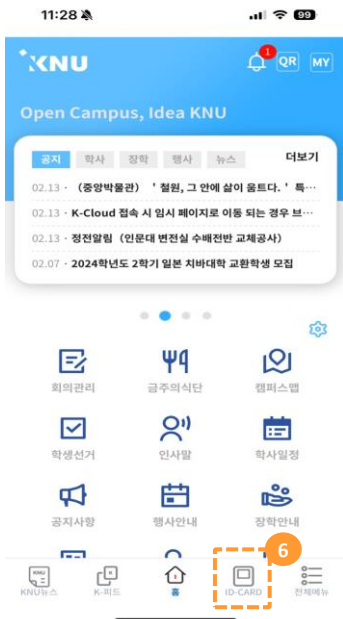 11:28
99
KNU
1
QR
MY
Open Campus, Idea KNU
공지 학사 장학 행사 뉴스 더보기
02.13 · (중앙박물관) ' 철원, 그 안에 삶이 움트다. ' 특…
02.13 · K-Cloud 접속 시 임시 페이지로 이동 되는 경우 브…
02.13 · 정전알림 (인문대 변전실 수배전반 교체공사)
02.07 · 2024학년도 2학기 일본 치바대학 교환학생 모집
회의관리 금주의식단 캠퍼스맵
학생선거 인사말 학사일정
공지사항 행사안내 장학안내
6
KNU뉴스 K-피드 홈 ID-CARD 전체메뉴